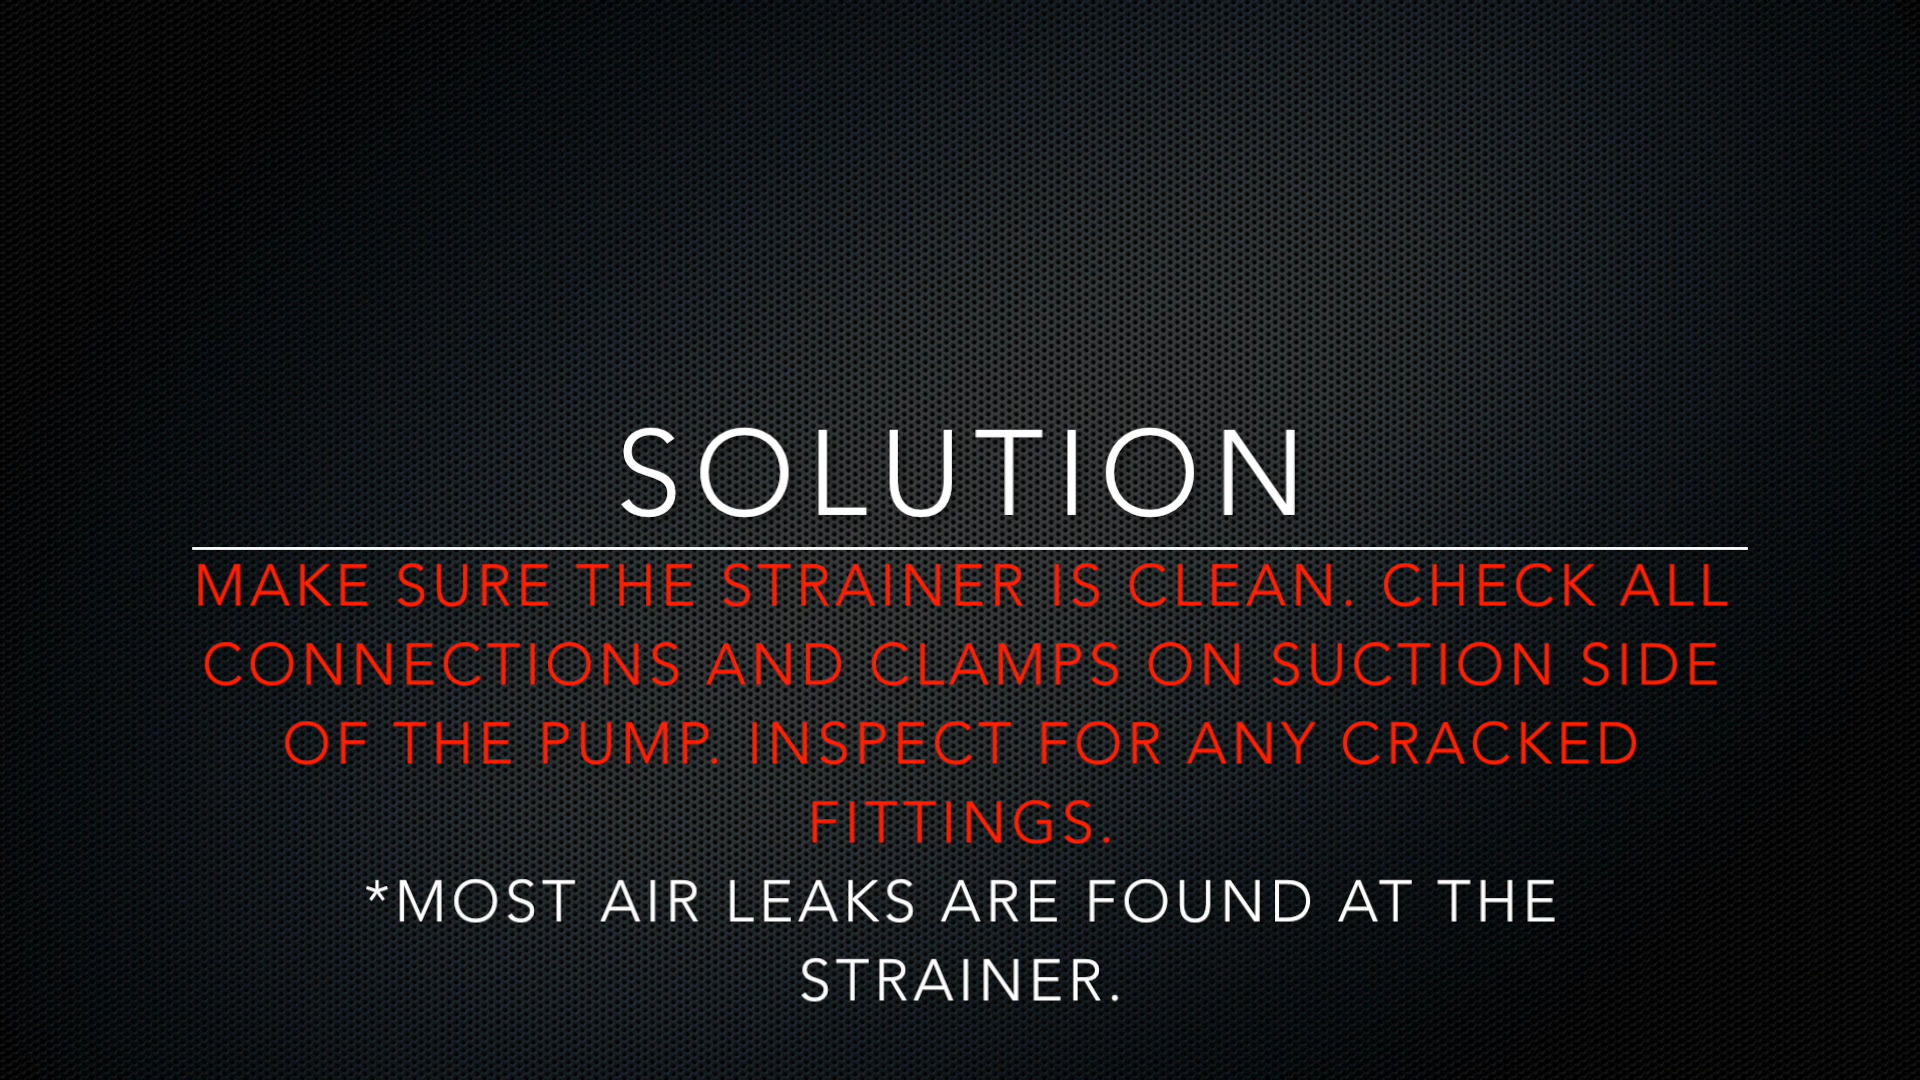 SOLUTION
MAKE SURE THE STRAINER IS CLEAN. CHECK ALL
CONNECTIONS AND CLAMPS ON SUCTION SIDE
OF THE PUMP. INSPECT FOR ANY CRACKED
FITTINGS.
*MOST AIR LEAKS ARE FOUND AT THE
STRAINER.